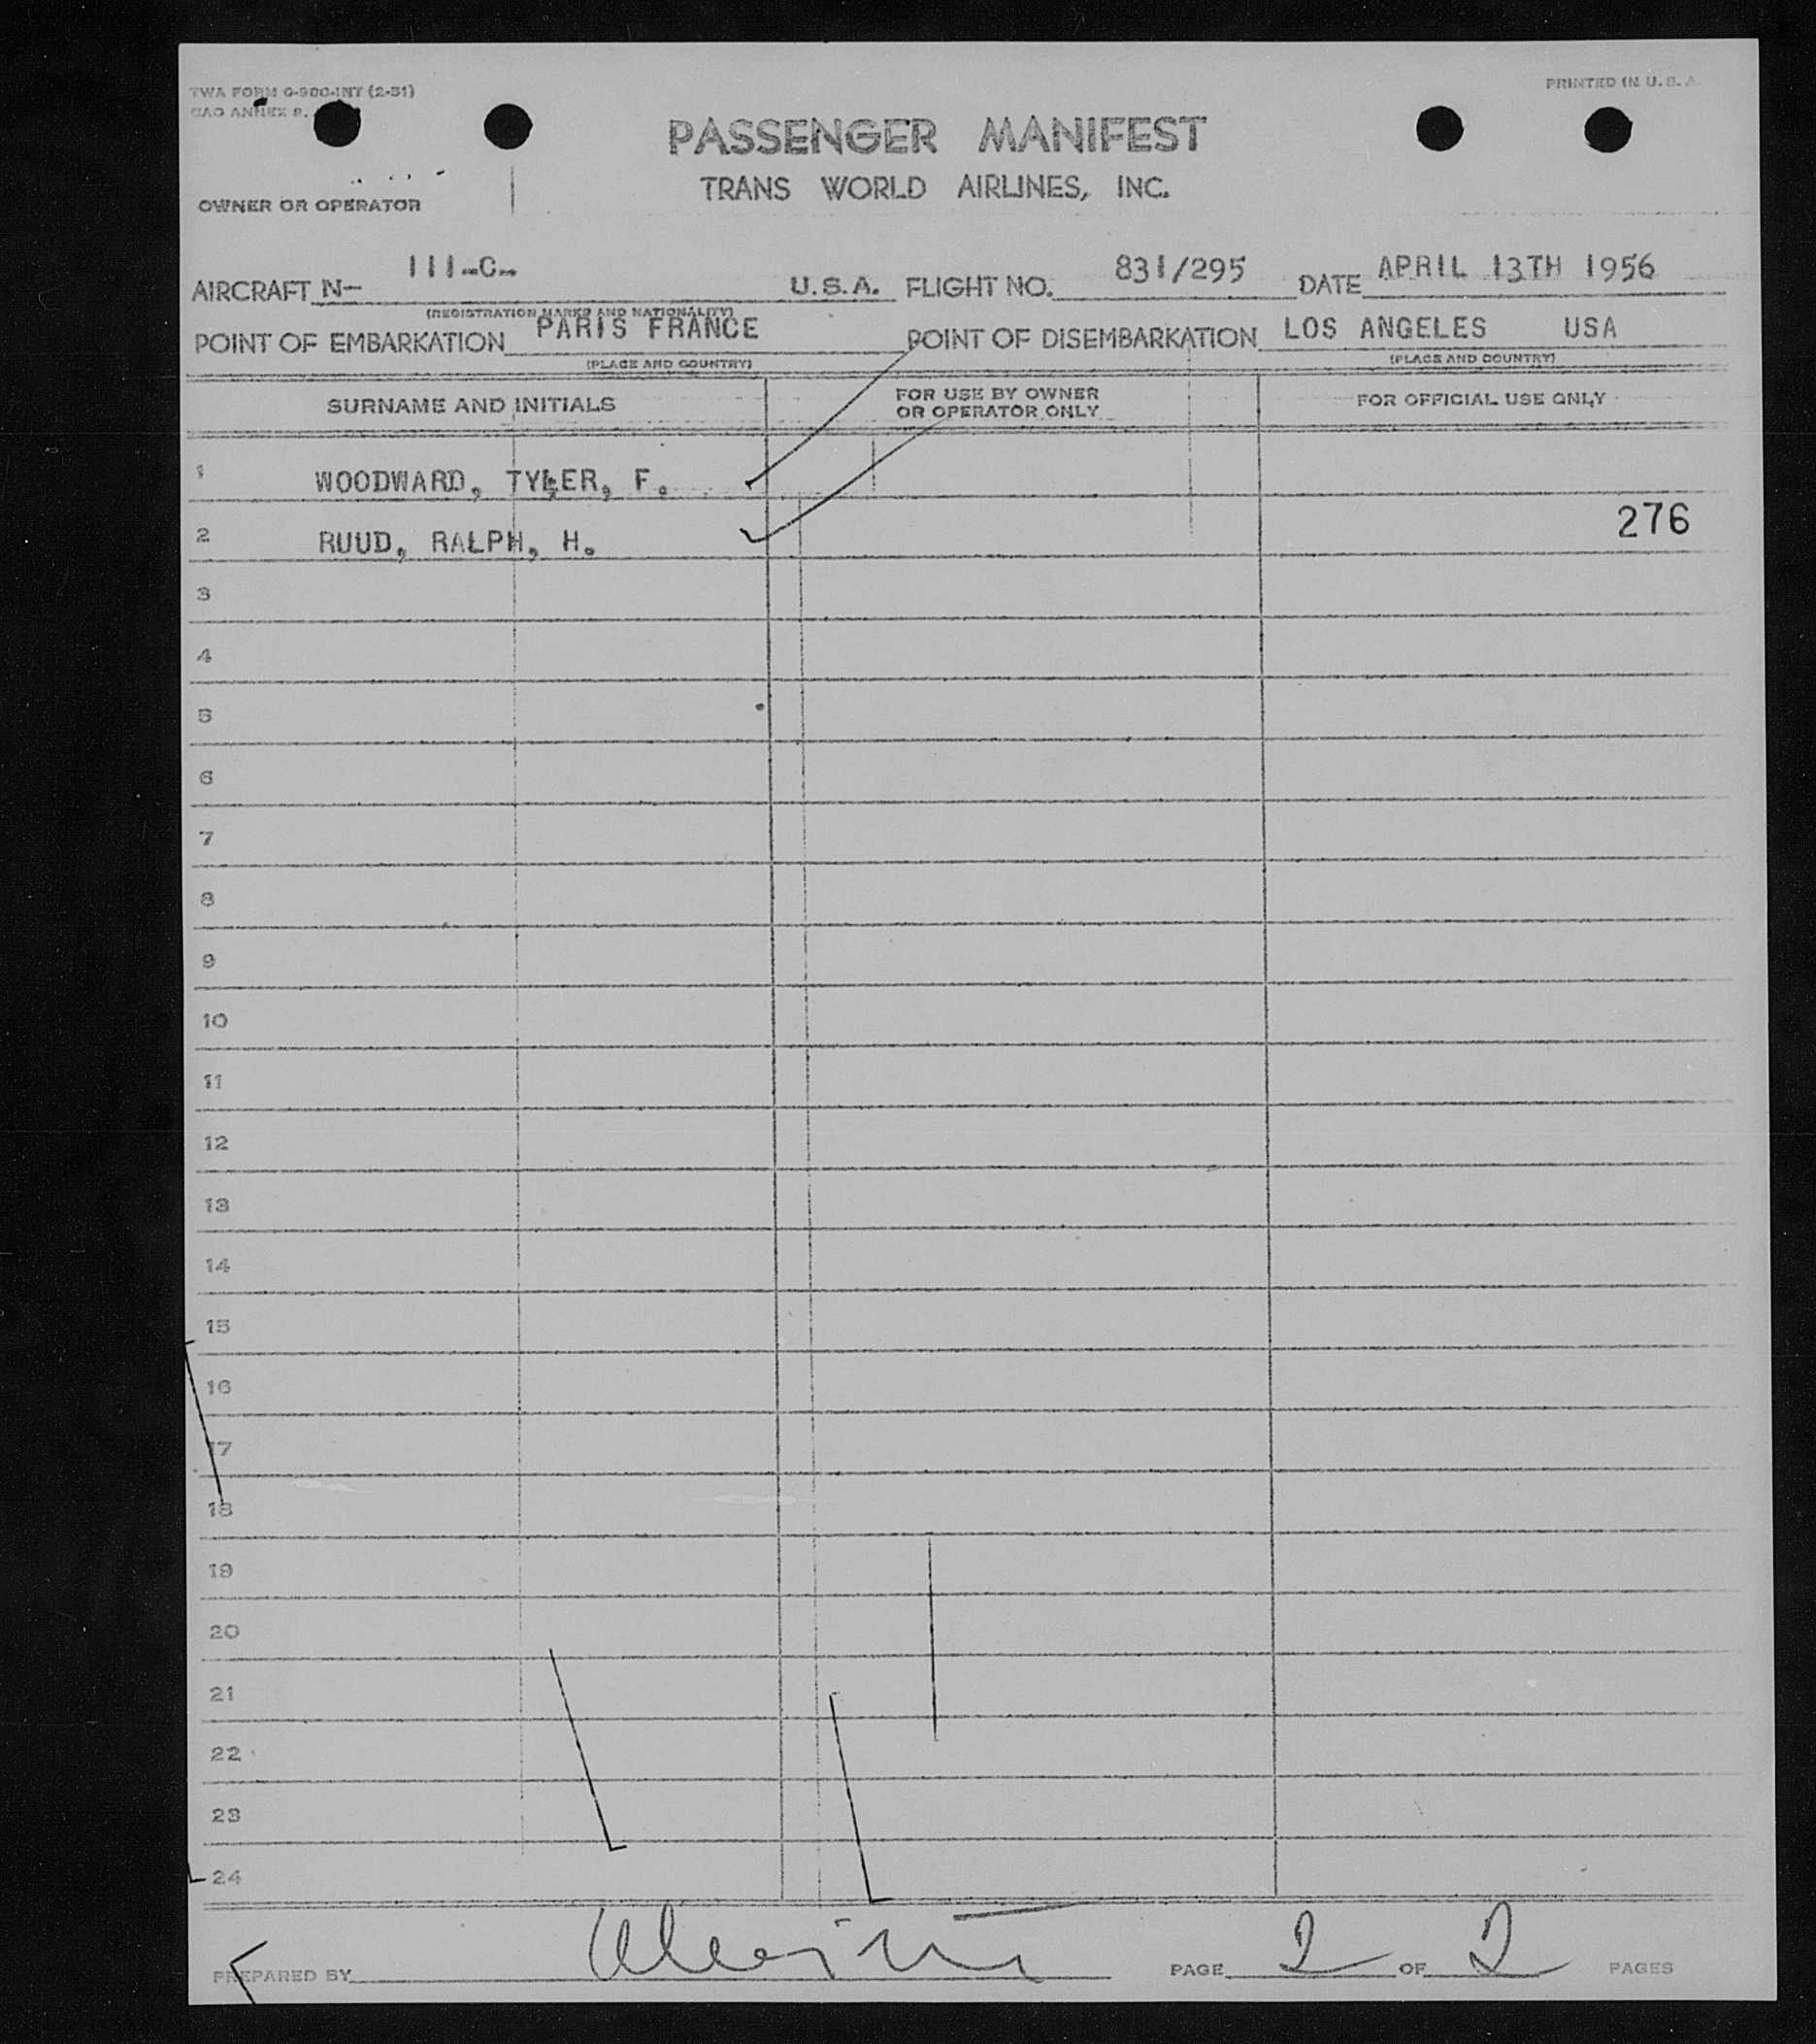 TWA FORM O-900-INT (2-51)
PRINTED IN U. S. A.
CAO ANNEX 9.
PASSENGER MANIFEST
TRANS WORLD AIRLINES, INC.
OWNER OR OPERATOR
AIRCRAFT N- 111-C- U.S.A. FLIGHT NO. 831/295 DATE APRIL 13TH 1956
(REGISTRATION MARKS AND NATIONALITY)
POINT OF EMBARKATION PARIS FRANCE POINT OF DISEMBARKATION LOS ANGELES USA
(PLACE AND COUNTRY) (PLACE AND COUNTRY)
SURNAME AND INITIALS FOR USE BY OWNER OR OPERATOR ONLY FOR OFFICIAL USE ONLY
1 WOODWARD, TYLER, F.
2 RUUD, RALPH, H. 276
3
4
5
6
7
8
9
10
11
12
13
14
15
16
17
18
19
20
21
22
23
24
PREPARED BY PAGE 2 OF 2 PAGES